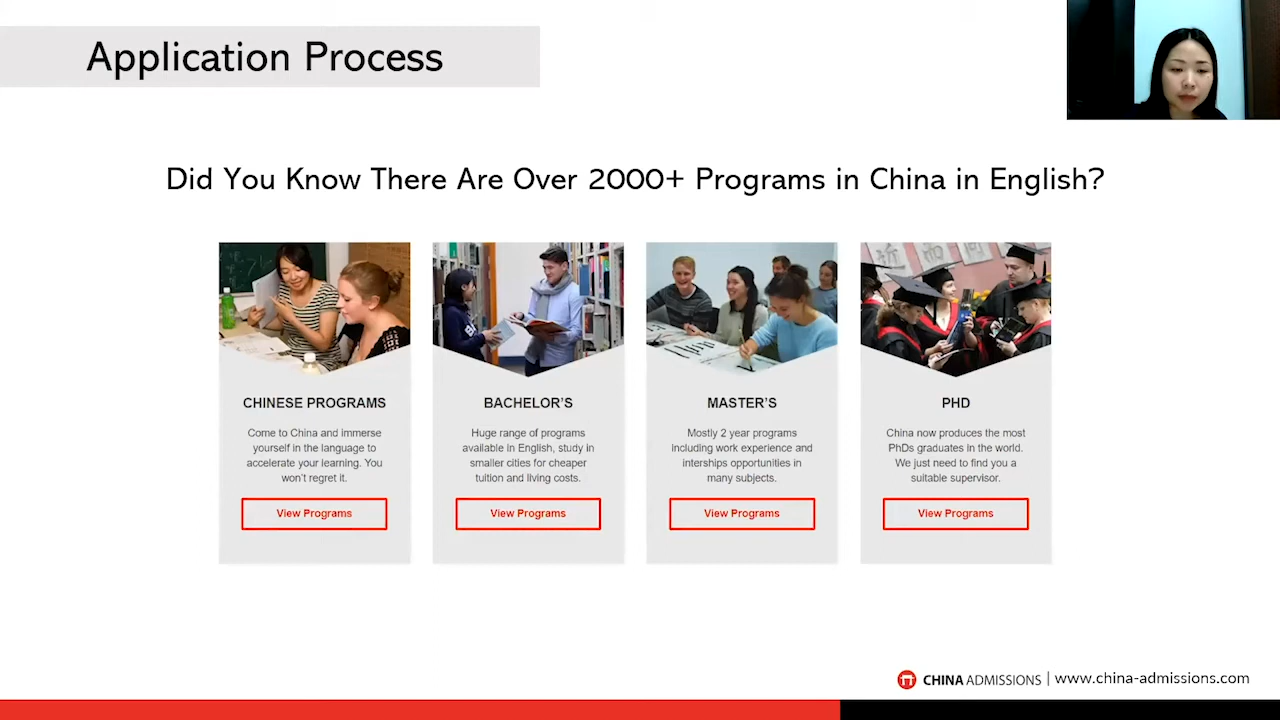 Application Process
Did You Know There Are Over 2000+ Programs in China in English?
CHINESE PROGRAMS
Come to China and immerse
yourself in the language to
accelerate your learning. You
won't regret it.
View Programs
BACHELOR'S
Huge range of programs
available in English, study in
smaller cities for cheaper
tuition and living costs.
View Programs
MASTER'S
Mostly 2 year programs
including work experience and
interships opportunities in
many subjects.
View Programs
PHD
China now produces the most
PhDs graduates in the world.
We just need to find you a
suitable supervisor.
View Programs
CHINA ADMISSIONS | www.china-admissions.com